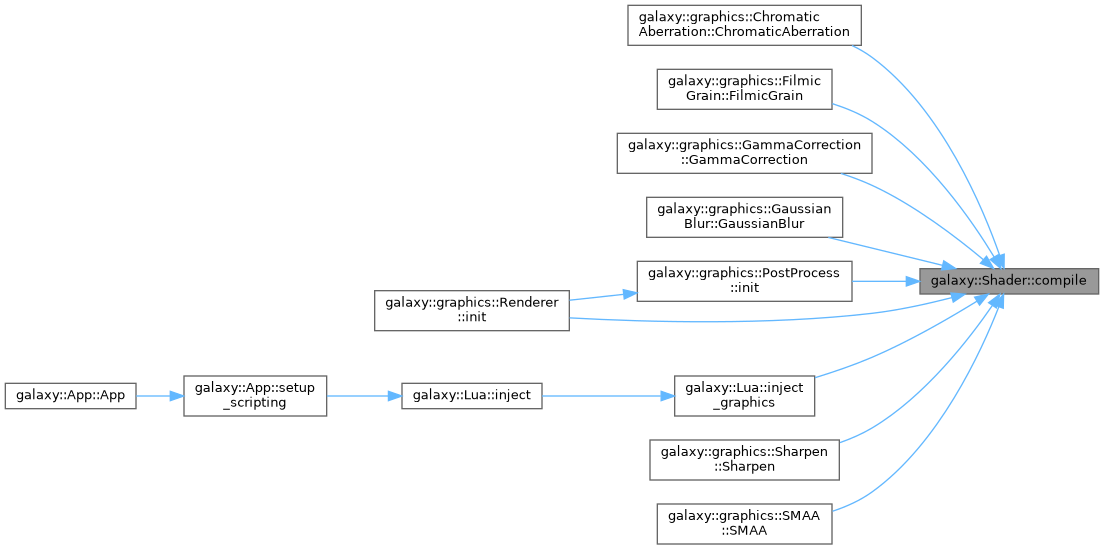 galaxy::graphics::Chromatic
Aberration::ChromaticAberration
galaxy::graphics::Filmic
Grain::FilmicGrain
galaxy::graphics::GammaCorrection
::GammaCorrection
galaxy::graphics::Gaussian
Blur::GaussianBlur
galaxy::graphics::PostProcess
::init
galaxy::Shader::compile
galaxy::graphics::Renderer
::init
galaxy::App::App
galaxy::App::setup
_scripting
galaxy::Lua::inject
galaxy::Lua::inject
_graphics
galaxy::graphics::Sharpen
::Sharpen
galaxy::graphics::SMAA
::SMAA